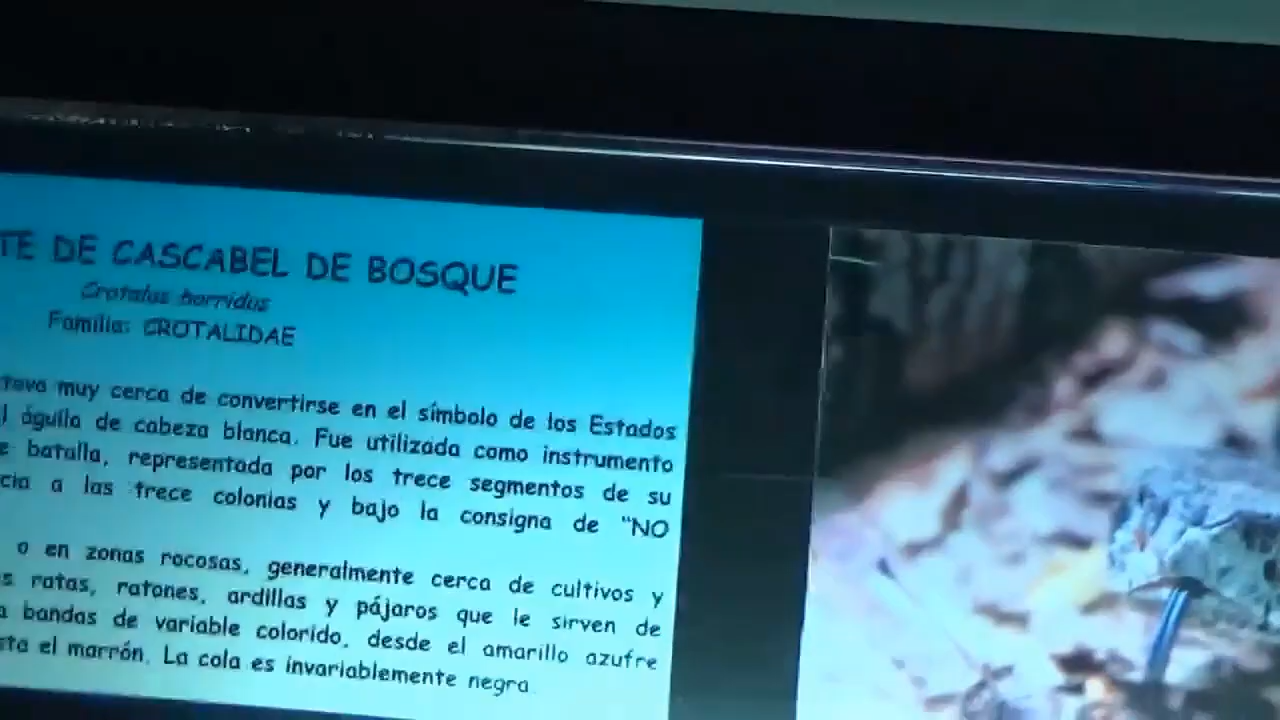 TE DE CASCABEL DE BOSQUE
Crotalus horridus
Familia: CROTALIDAE
tuvo muy cerca de convertirse en el símbolo de los Estados
l águila de cabeza blanca. Fue utilizada como instrumento
e batalla, representada por los trece segmentos de su
cia a las trece colonias y bajo la consigna de "NO
o en zonas rocosas, generalmente cerca de cultivos y
s ratas, ratones, ardillas y pájaros que le sirven de
a bandas de variable colorido, desde el amarillo azufre
sta el marrón. La cola es invariablemente negra.